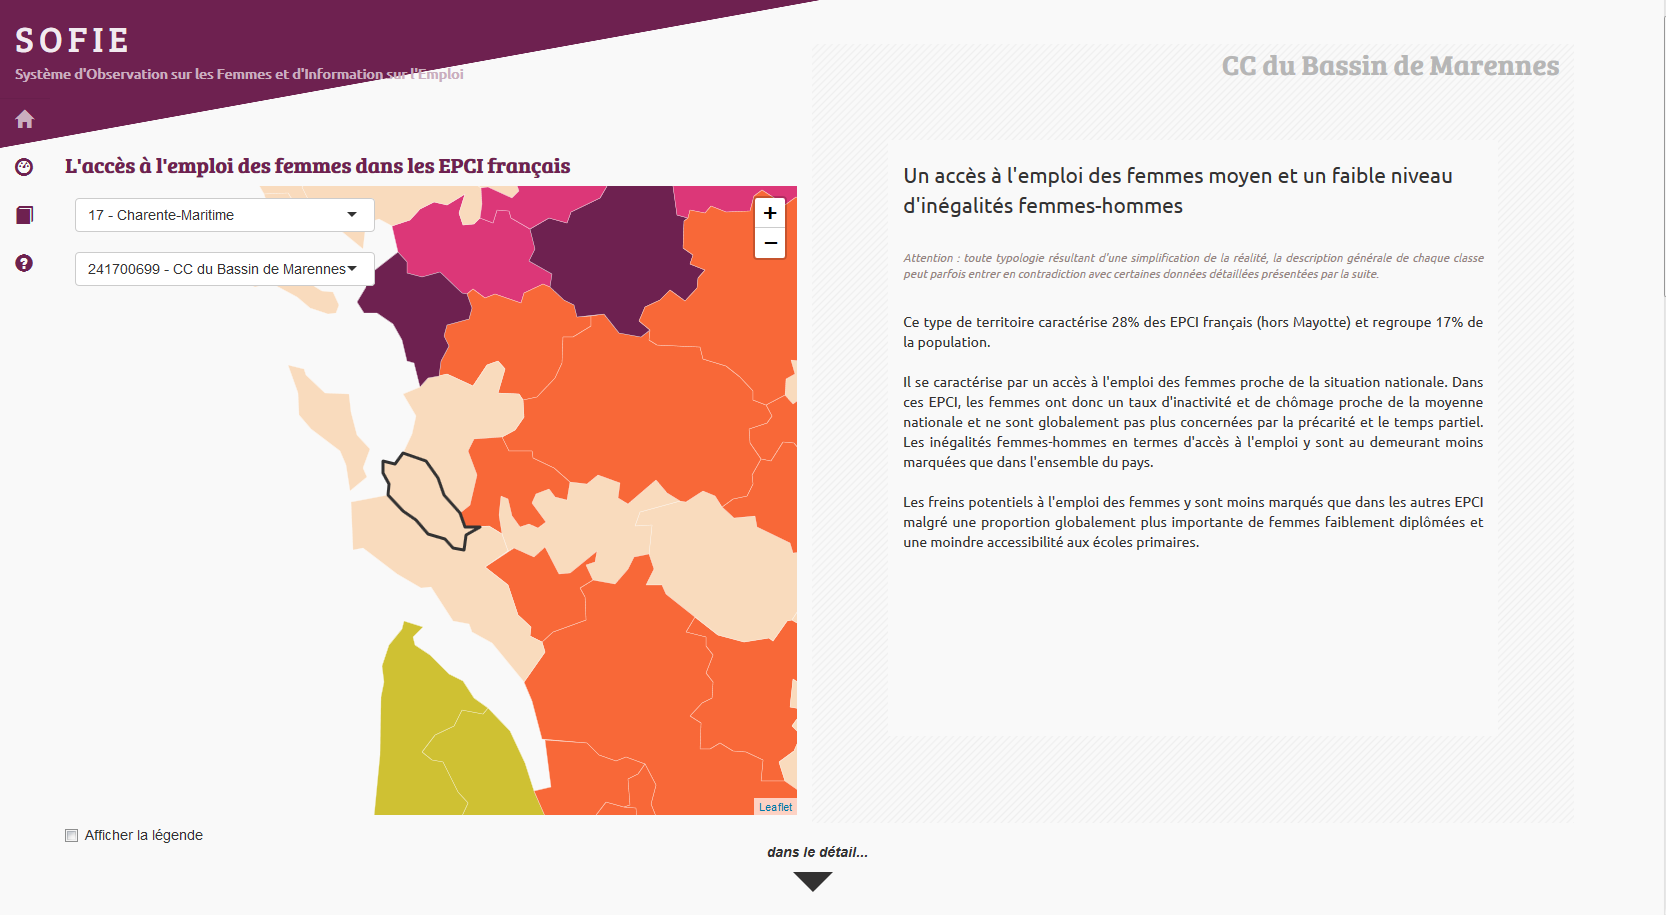 SOFIE
Système d'Observation sur les Femmes et d'Information sur l'Emploi
CC du Bassin de Marennes
L'accès à l'emploi des femmes dans les EPCI français
17 - Charente-Maritime
241700699 - CC du Bassin de Marennes
+
−
Leaflet
Afficher la légende
Un accès à l'emploi des femmes moyen et un faible niveau
d'inégalités femmes-hommes
Attention : toute typologie résultant d'une simplification de la réalité, la description générale de chaque classe
peut parfois entrer en contradiction avec certaines données détaillées présentées par la suite.
Ce type de territoire caractérise 28% des EPCI français (hors Mayotte) et regroupe 17% de
la population.
Il se caractérise par un accès à l'emploi des femmes proche de la situation nationale. Dans
ces EPCI, les femmes ont donc un taux d'inactivité et de chômage proche de la moyenne
nationale et ne sont globalement pas plus concernées par la précarité et le temps partiel.
Les inégalités femmes-hommes en termes d'accès à l'emploi y sont au demeurant moins
marquées que dans l'ensemble du pays.
Les freins potentiels à l'emploi des femmes y sont moins marqués que dans les autres EPCI
malgré une proportion globalement plus importante de femmes faiblement diplômées et
une moindre accessibilité aux écoles primaires.
dans le détail...